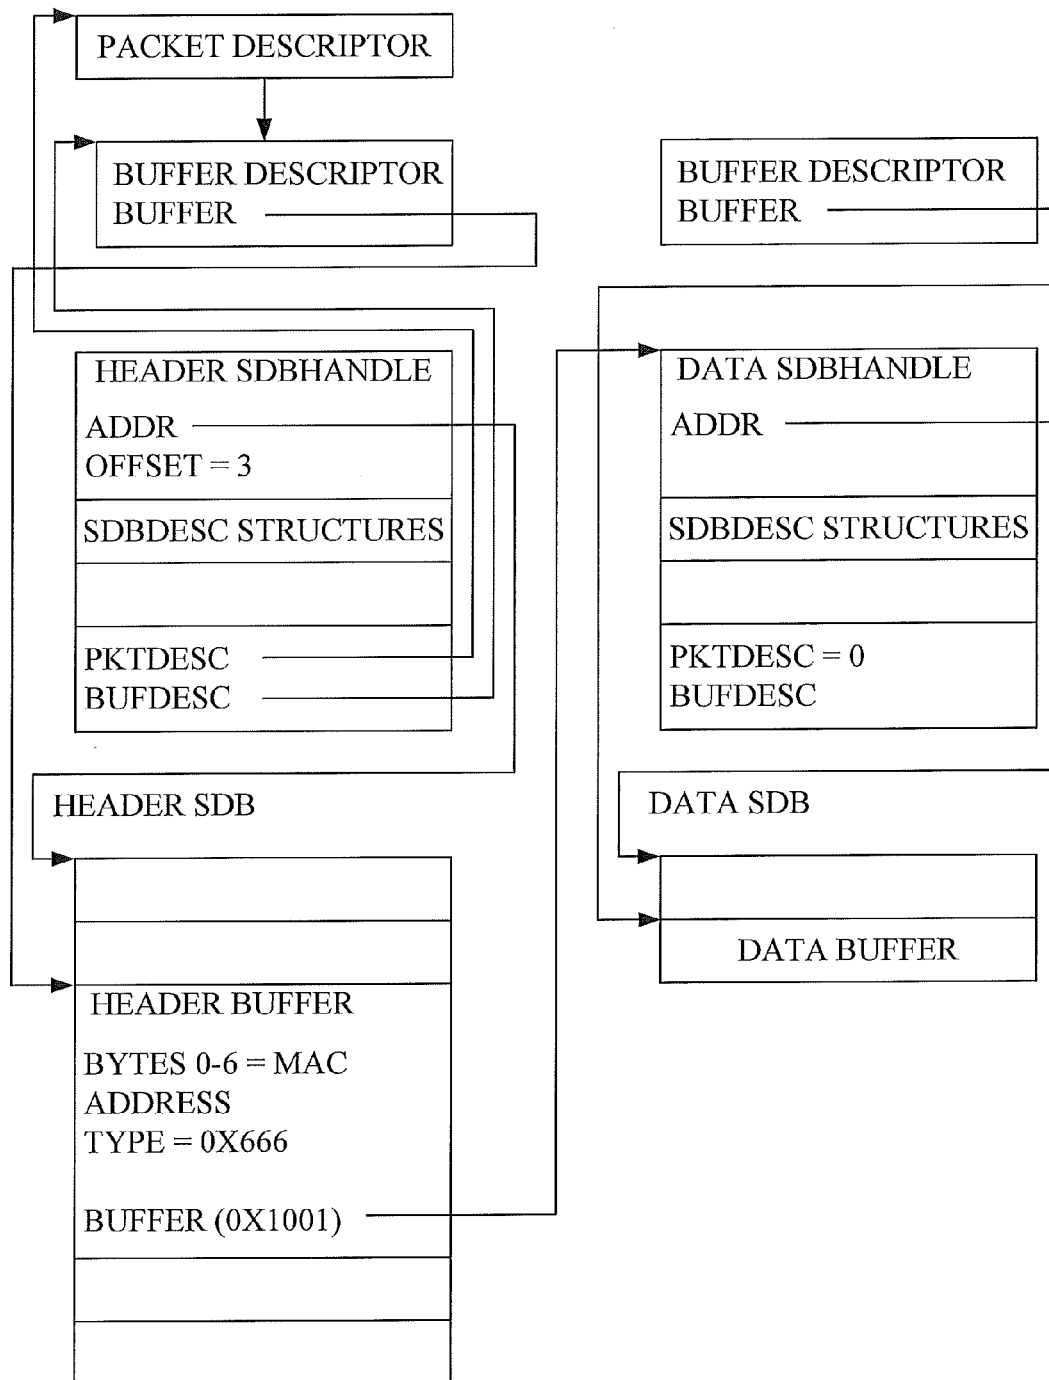 PACKET DESCRIPTOR
BUFFER DESCRIPTOR
BUFFER
HEADER SDBHANDLE
ADDR
OFFSET = 3
SDBDESC STRUCTURES
PKTDESC
BUFDESC
HEADER SDB
HEADER BUFFER
BYTES 0-6 = MAC
ADDRESS
TYPE = 0X666
BUFFER (0X1001)
BUFFER DESCRIPTOR
BUFFER
DATA SDBHANDLE
ADDR
SDBDESC STRUCTURES
PKTDESC = 0
BUFDESC
DATA SDB
DATA BUFFER